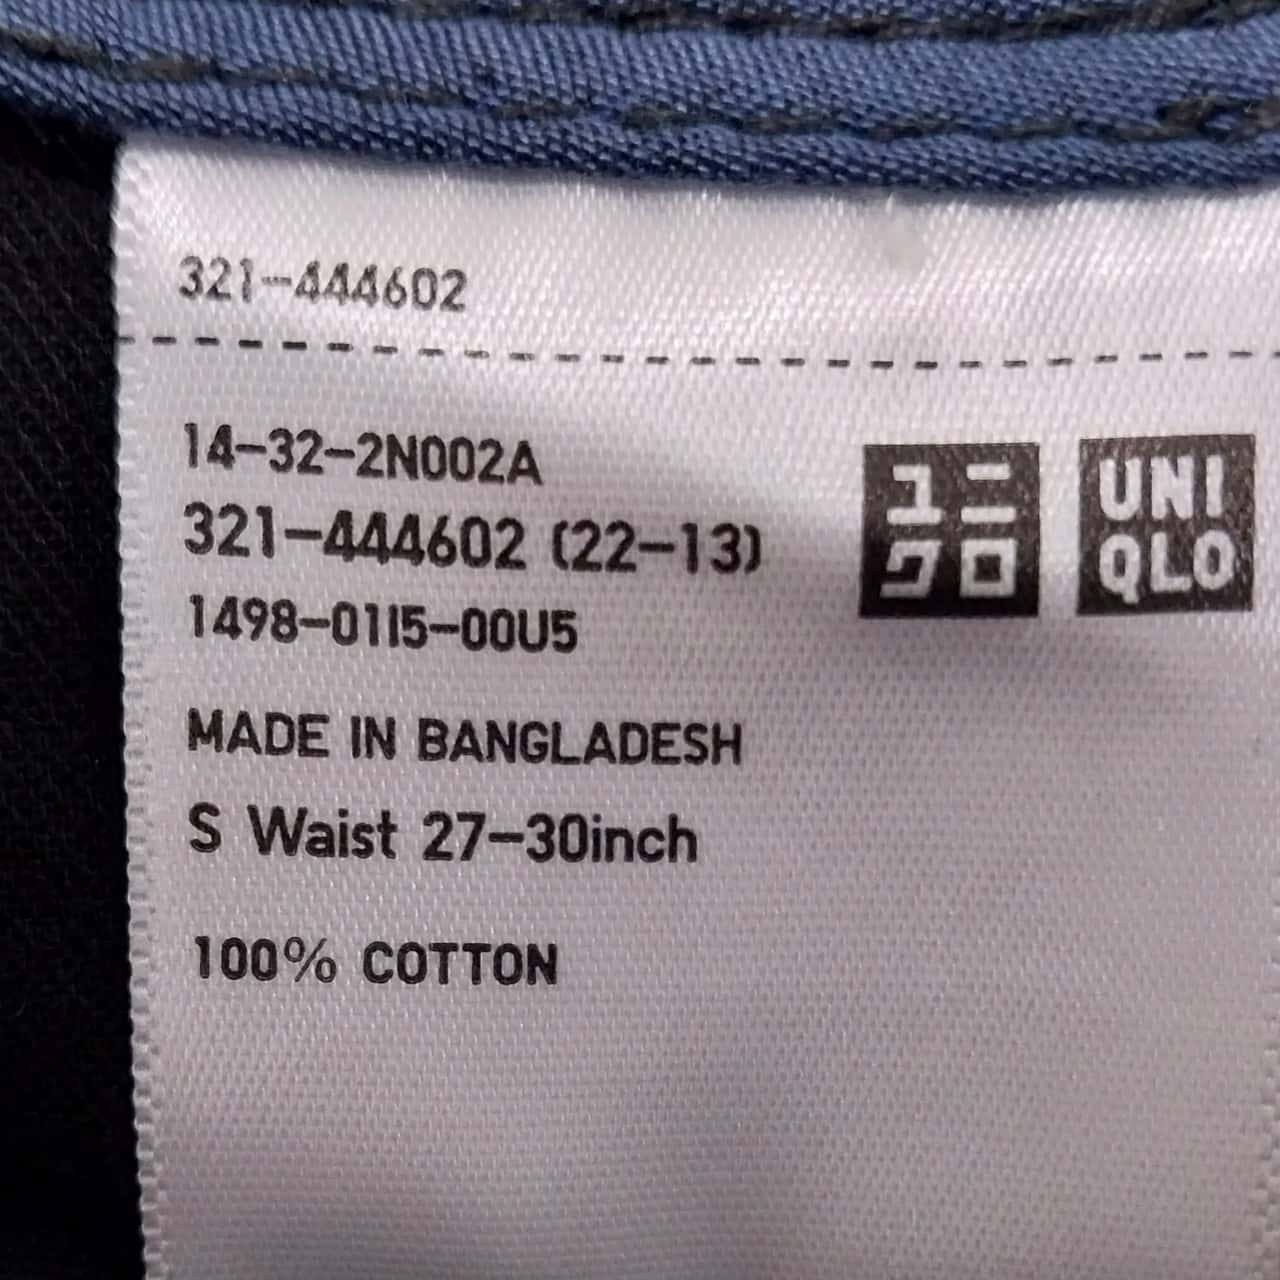 321-444602
14-32-2N002A
321-444602 (22-13)
1498-01I5-00U5
MADE IN BANGLADESH
S Waist 27-30inch
100% COTTON
ユニ
クロ
UNI
QLO